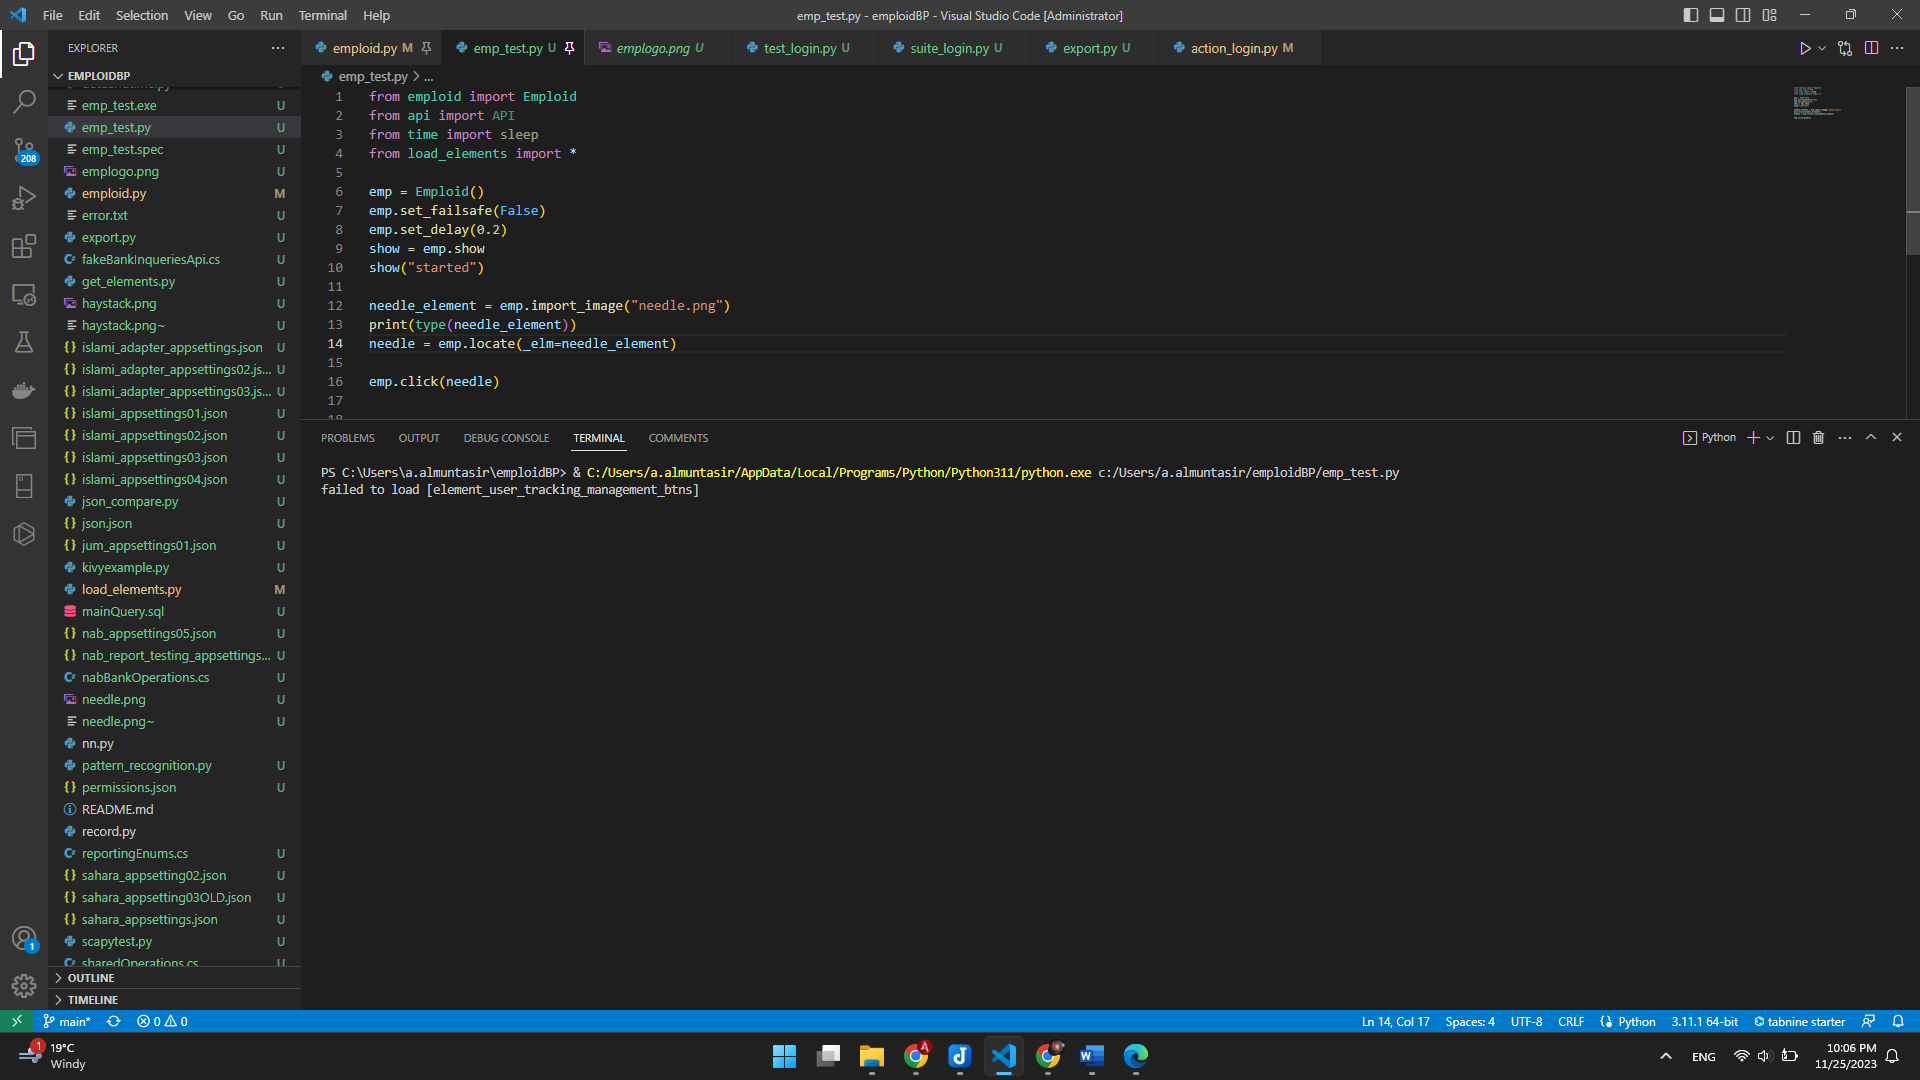 File Edit Selection View Go Run Terminal Help
emp_test.py - emploidBP - Visual Studio Code [Administrator]
EXPLORER
EMPLOIDBP
emp_test.exe U
emp_test.py U
emp_test.spec U
emplogo.png U
emploid.py M
error.txt U
export.py U
fakeBankInqueriesApi.cs U
get_elements.py U
haystack.png U
haystack.png~ U
islami_adapter_appsettings.json U
islami_adapter_appsettings02.js... U
islami_adapter_appsettings03.js... U
islami_appsettings01.json U
islami_appsettings02.json U
islami_appsettings03.json U
islami_appsettings04.json U
json_compare.py U
json.json U
jum_appsettings01.json U
kivyexample.py U
load_elements.py M
mainQuery.sql U
nab_appsettings05.json U
nab_report_testing_appsettings... U
nabBankOperations.cs U
needle.png U
needle.png~ U
nn.py
pattern_recognition.py U
permissions.json U
README.md
record.py
reportingEnums.cs U
sahara_appsetting02.json U
sahara_appsetting03OLD.json U
sahara_appsettings.json U
scapytest.py U
sharedOperations.cs U
OUTLINE
TIMELINE
208
1
emploid.py M emp_test.py U emplogo.png U test_login.py U suite_login.py U export.py U action_login.py M
emp_test.py > ...
1 from emploid import Emploid
2 from api import API
3 from time import sleep
4 from load_elements import *
5
6 emp = Emploid()
7 emp.set_failsafe(False)
8 emp.set_delay(0.2)
9 show = emp.show
10 show("started")
11
12 needle_element = emp.import_image("needle.png")
13 print(type(needle_element))
14 needle = emp.locate(_elm=needle_element)
15
16 emp.click(needle)
17
18
PROBLEMS OUTPUT DEBUG CONSOLE TERMINAL COMMENTS
Python
PS C:\Users\a.almuntasir\emploidBP> & C:/Users/a.almuntasir/AppData/Local/Programs/Python/Python311/python.exe c:/Users/a.almuntasir/emploidBP/emp_test.py
failed to load [element_user_tracking_management_btns]
main* 0 0
Ln 14, Col 17 Spaces: 4 UTF-8 CRLF Python 3.11.1 64-bit tabnine starter
1
19°C
Windy
A
ENG
10:06 PM
11/25/2023